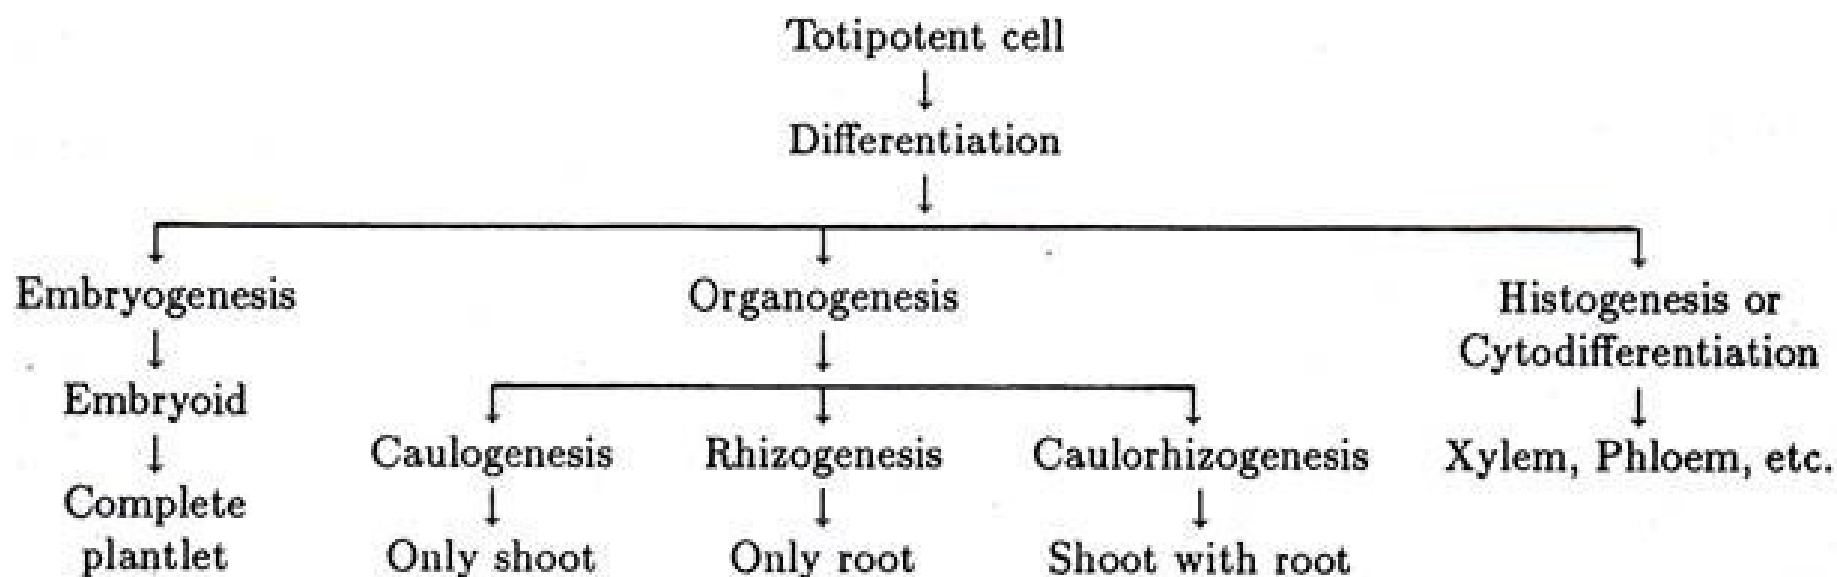 Totipotent cell
Differentiation
Embryogenesis
Embryoid
Complete
plantlet
Organogenesis
Caulogenesis
Only shoot
Rhizogenesis
Only root
Caulorhizogenesis
Shoot with root
Histogenesis or
Cytodifferentiation
Xylem, Phloem, etc.